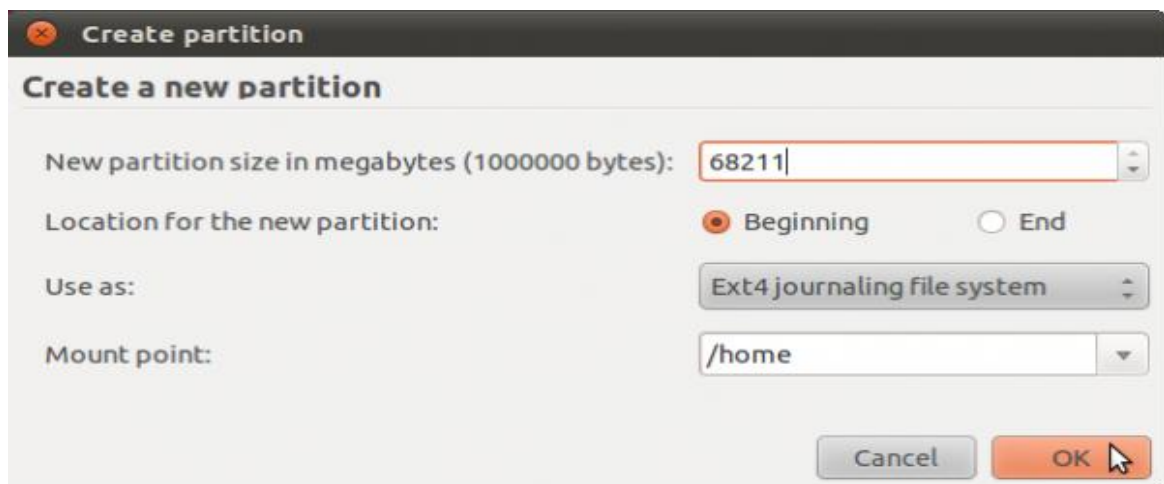 Create partition
Create a new partition
New partition size in megabytes (1000000 bytes): 68211
Location for the new partition: Beginning End
Use as: Ext4 journaling file system
Mount point: /home
Cancel OK